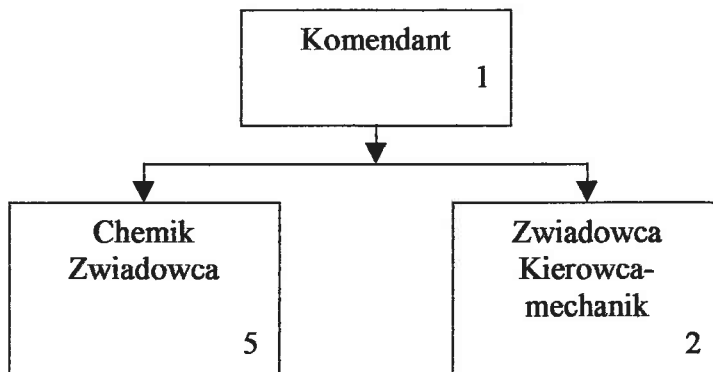 Komendant
1
Chemik
Zwiadowca
5
Zwiadowca
Kierowca-
mechanik
2